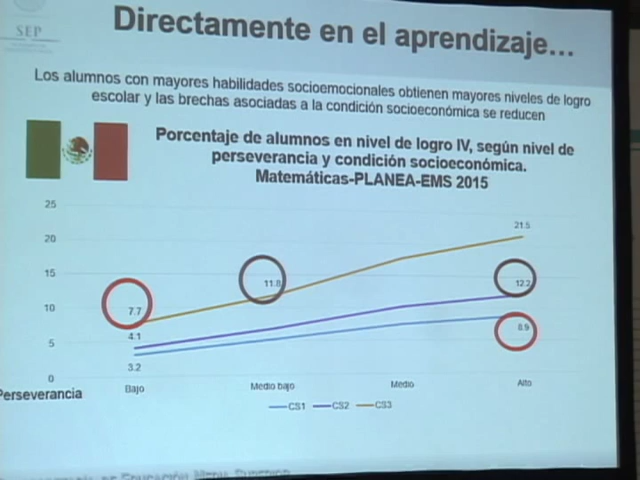 SEP
Directamente en el aprendizaje...
Los alumnos con mayores habilidades socioemocionales obtienen mayores niveles de logro
escolar y las brechas asociadas a la condición socioeconómica se reducen
Porcentaje de alumnos en nivel de logro IV, según nivel de
perseverancia y condición socioeconómica.
Matemáticas-PLANEA-EMS 2015
25
20
15
10
5
0
21.5
11.8
12.2
7.7
8.9
4.1
3.2
Perseverancia
Bajo
Medio bajo
Medio
Alto
CS1
CS2
CS3